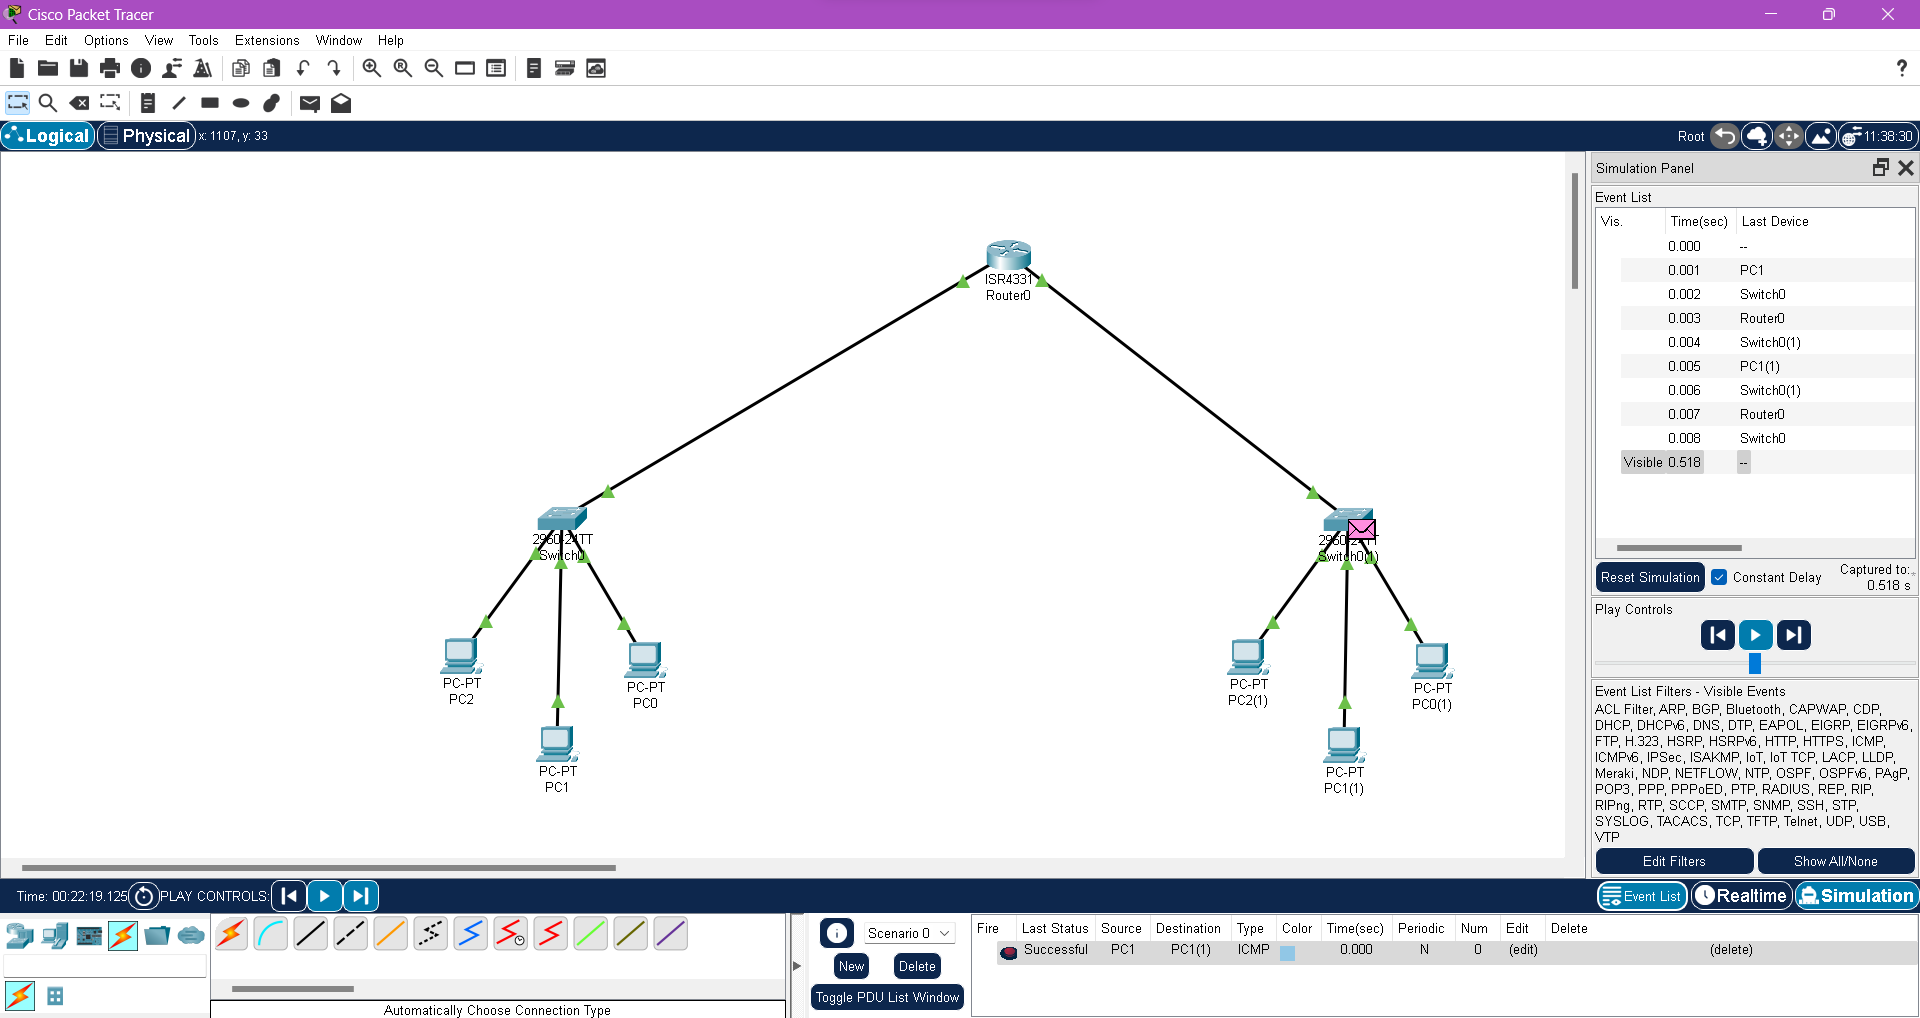 Cisco Packet Tracer
File Edit Options View Tools Extensions Window Help
Logical Physical x: 1107, y: 33 Root 11:38:30
Simulation Panel
Event List
Vis. Time(sec) Last Device
0.000 --
0.001 PC1
0.002 Switch0
0.003 Router0
0.004 Switch0(1)
0.005 PC1(1)
0.006 Switch0(1)
0.007 Router0
0.008 Switch0
Visible 0.518 --
Reset Simulation Constant Delay Captured to:
0.518 s
Play Controls
Event List Filters - Visible Events
ACL Filter, ARP, BGP, Bluetooth, CAPWAP, CDP,
DHCP, DHCPv6, DNS, DTP, EAPOL, EIGRP, EIGRPv6,
FTP, H.323, HSRP, HSRPv6, HTTP, HTTPS, ICMP,
ICMPv6, IPSec, ISAKMP, IoT, IoT TCP, LACP, LLDP,
Meraki, NDP, NETFLOW, NTP, OSPF, OSPFv6, PAgP,
POP3, PPP, PPPoED, PTP, RADIUS, REP, RIP,
RIPng, RTP, SCCP, SMTP, SNMP, SSH, STP,
SYSLOG, TACACS, TCP, TFTP, Telnet, UDP, USB,
VTP
Edit Filters Show All/None
ISR4331
Router0
2960-24TT
Switch0
2960-24TT
Switch0(1)
PC-PT
PC2
PC-PT
PC0
PC-PT
PC1
PC-PT
PC2(1)
PC-PT
PC0(1)
PC-PT
PC1(1)
Time: 00:22:19.125 PLAY CONTROLS:
Event List Realtime Simulation
Scenario 0
New Delete
Toggle PDU List Window
Automatically Choose Connection Type
Fire Last Status Source Destination Type Color Time(sec) Periodic Num Edit Delete
Successful PC1 PC1(1) ICMP 0.000 N 0 (edit) (delete)